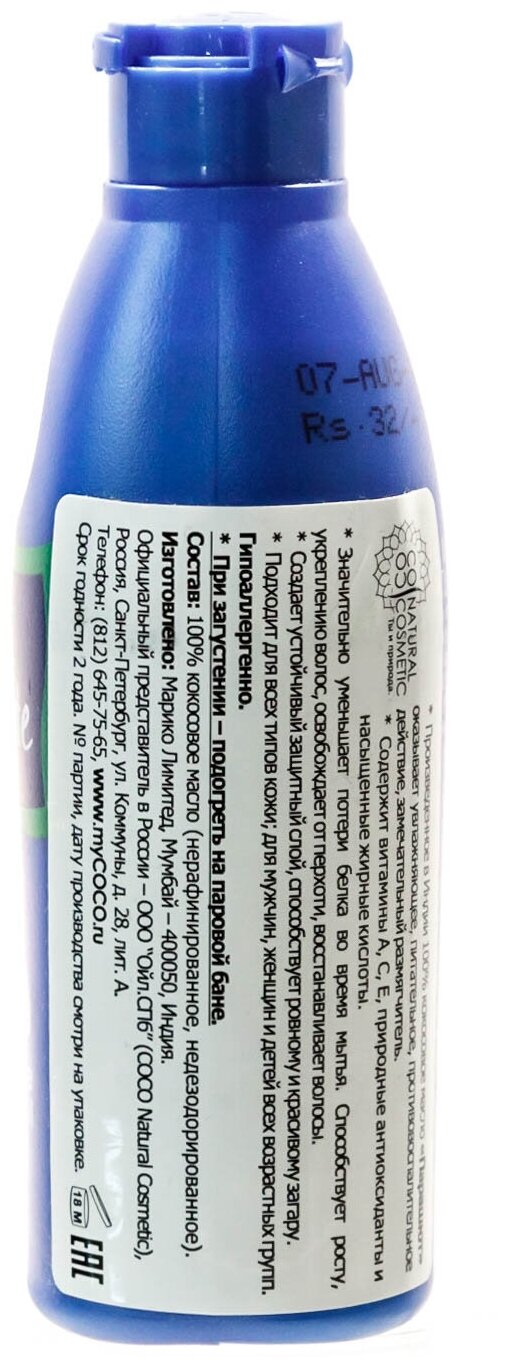 07-AUG
Rs.32/-
COCO
NATURAL
COSMETIC
Ты и природа.
* Произведенное в Индии 100% кокосовое масло «Парашют»
оказывает увлажняющее, питательное, противовоспалительное
действие, замечательный размягчитель.
* Содержит витамины А, С, Е, природные антиоксиданты и
насыщенные жирные кислоты.
* Значительно уменьшает потери белка во время мытья. Способствует росту,
укреплению волос, освобождает от перхоти, восстанавливает волосы.
* Создает устойчивый защитный слой, способствует ровному и красивому загару.
* Подходит для всех типов кожи; для мужчин, женщин и детей всех возрастных групп.
Гипоаллергенно.
* При загустении – подогреть на паровой бане.
Состав: 100% кокосовое масло (нерафинированное, недезодорированное).
Изготовлено: Марико Лимитед, Мумбай – 400050, Индия.
Официальный представитель в России – ООО "Ойл.СПб" (COCO Natural Cosmetic),
Россия, Санкт-Петербург, ул. Коммуны, д. 28, лит. А.
Телефон: (812) 645-75-65, www.myCOCO.ru
Срок годности 2 года. № партии, дату производства смотри на упаковке.
18 M
EAC